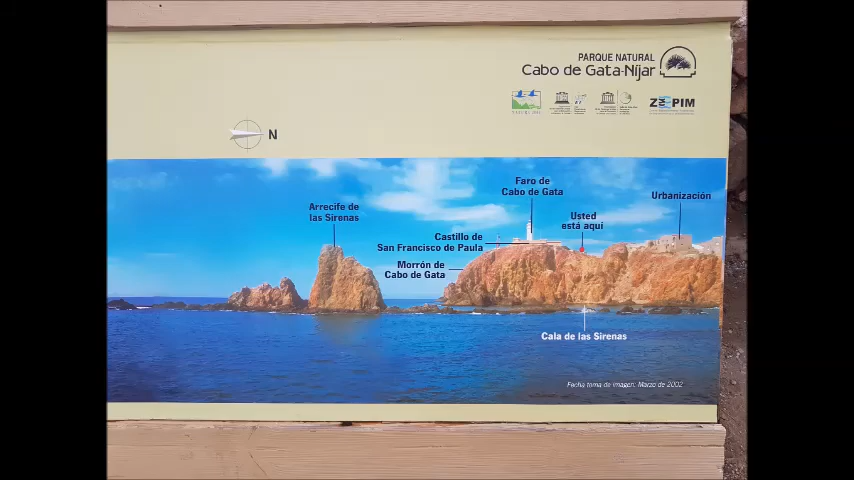 PARQUE NATURAL
Cabo de Gata-Níjar
ZEPIM
N
Faro de
Cabo de Gata
Urbanización
Arrecife de
las Sirenas
Usted
está aquí
Castillo de
San Francisco de Paula
Morrón de
Cabo de Gata
Cala de las Sirenas
Fecha toma de imagen: Marzo de 2002